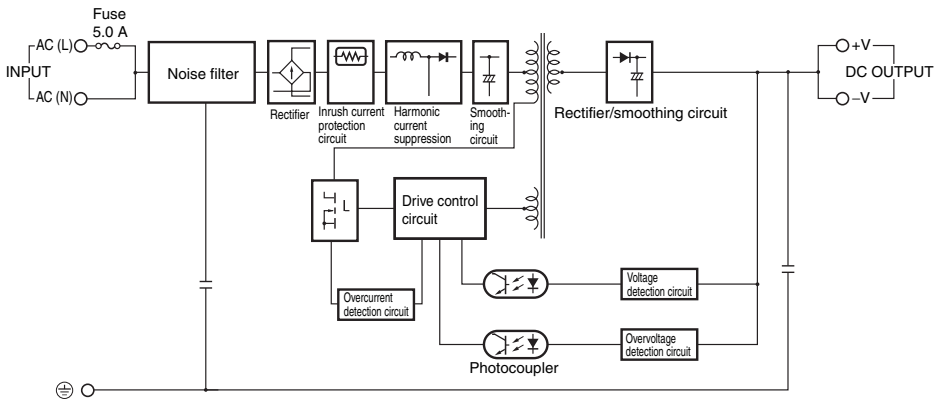 Fuse
5.0 A
AC (L)
INPUT
AC (N)
Noise filter
Rectifier
Inrush current
protection
circuit
Harmonic
current
suppression
Smooth-
ing
circuit
Rectifier/smoothing circuit
+V
DC OUTPUT
–V
Drive control
circuit
Overcurrent
detection circuit
Voltage
detection circuit
Overvoltage
detection circuit
Photocoupler